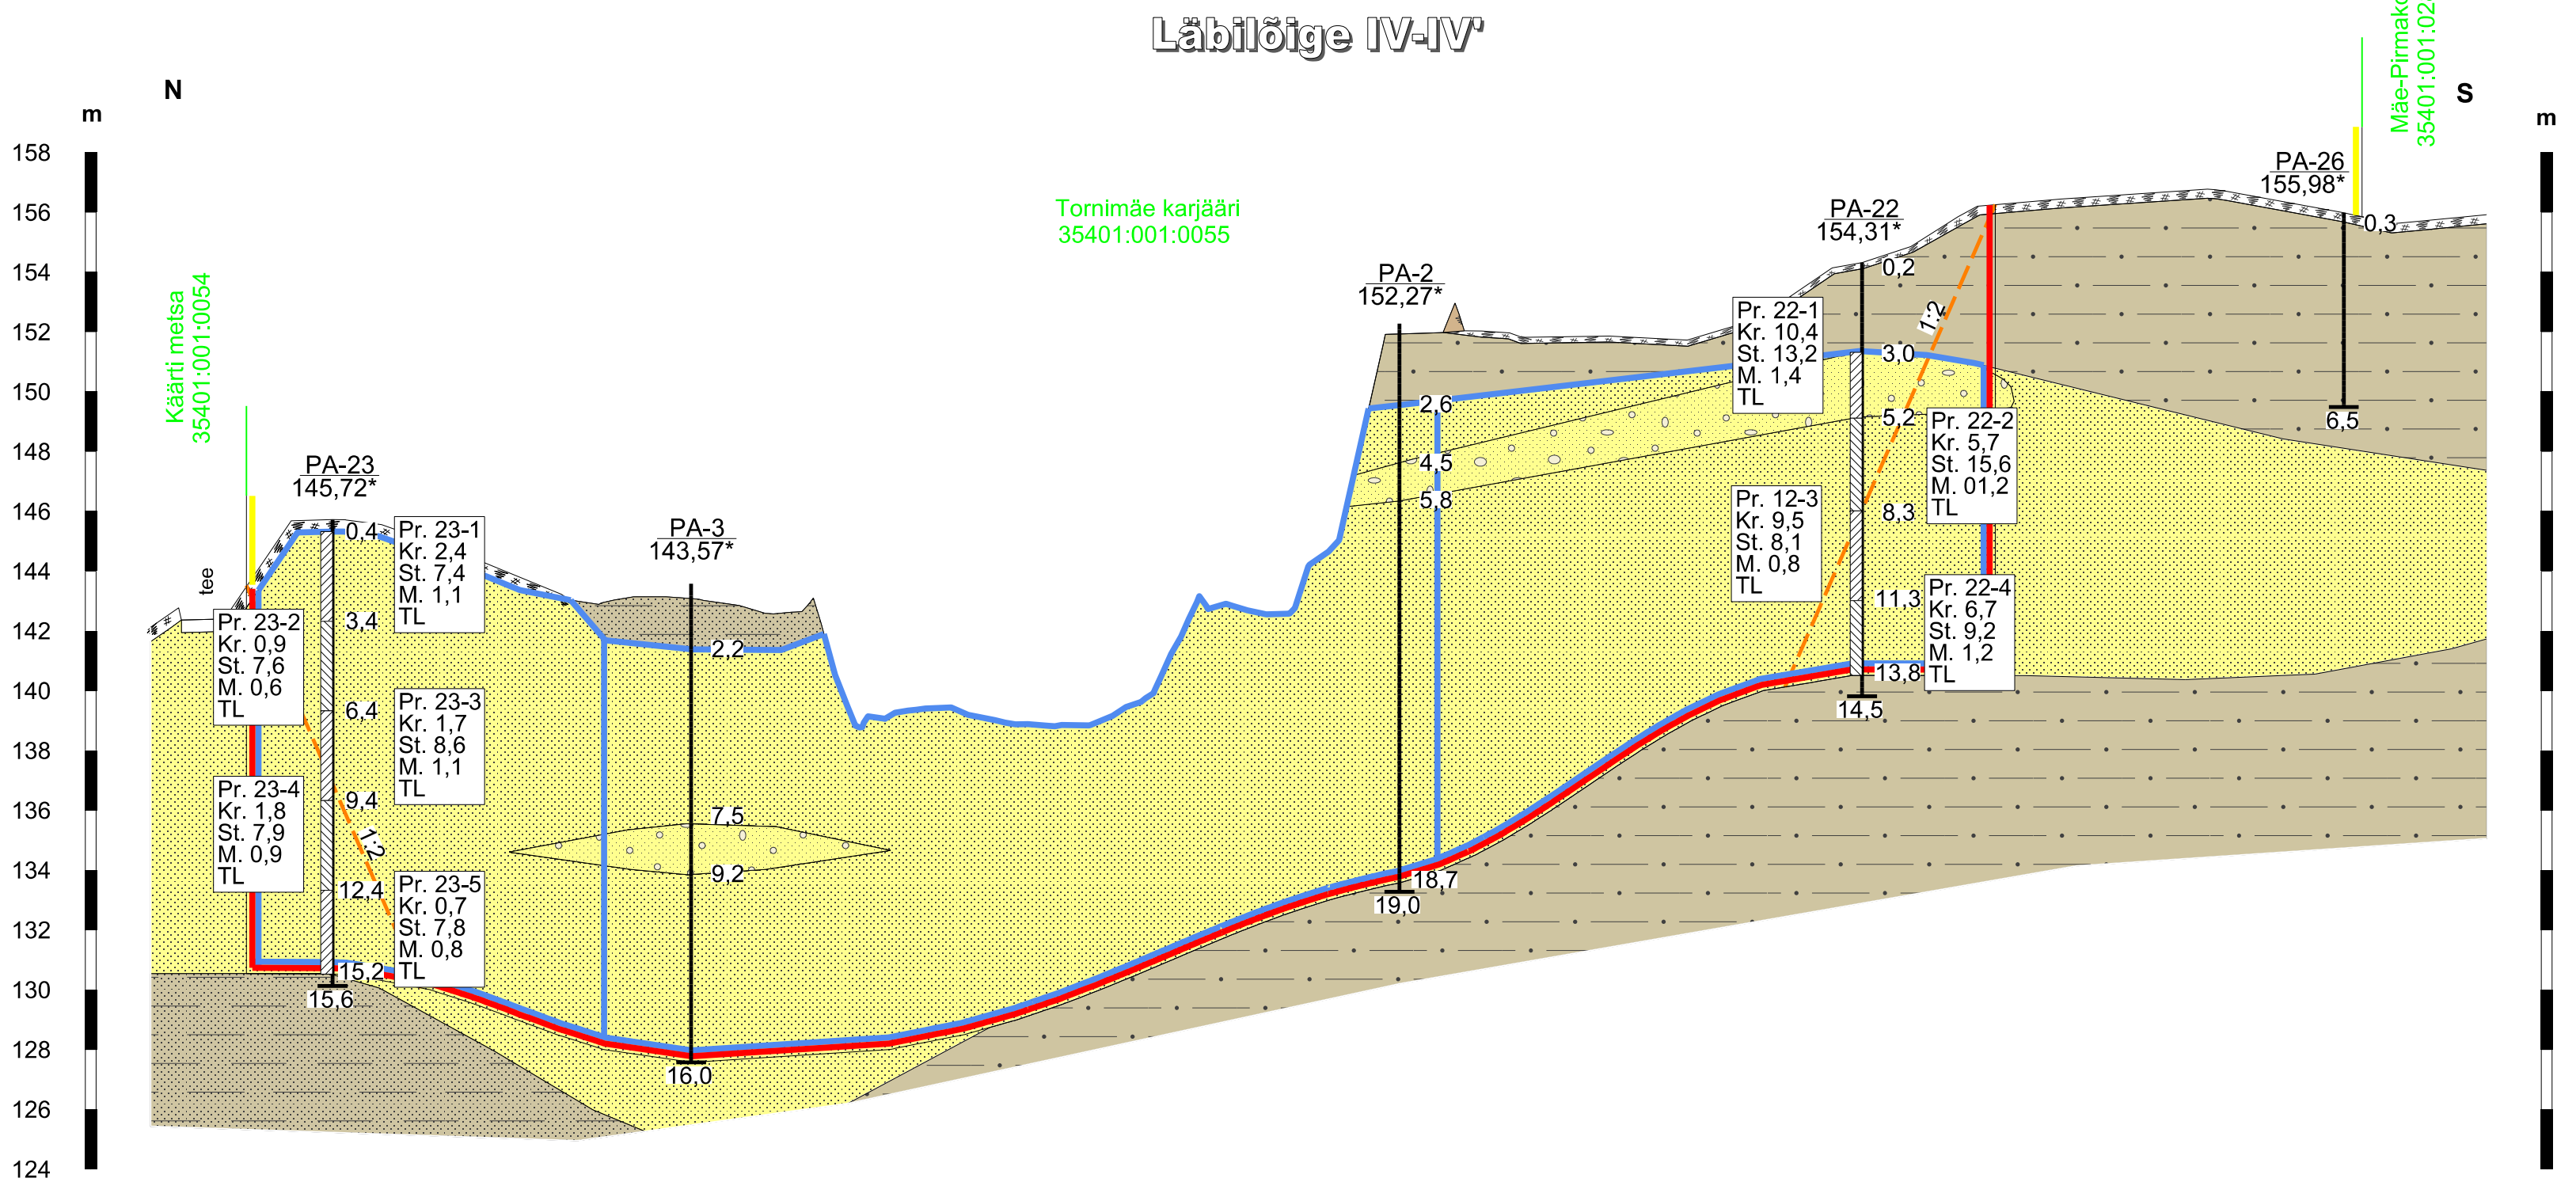 Läbilõige IV-IV'
N
S
m
m
158
156
154
152
150
148
146
144
142
140
138
136
134
132
130
128
126
124
Käärti metsa
35401:001:0054
tee
Tornimäe karjääri
35401:001:0055
Mäe-Pirmako
35401:001:02
PA-23
145,72*
0,4
3,4
6,4
9,4
12,4
15,2
15,6
1:2
Pr. 23-1
Kr. 2,4
St. 7,4
M. 1,1
TL
Pr. 23-2
Kr. 0,9
St. 7,6
M. 0,6
TL
Pr. 23-3
Kr. 1,7
St. 8,6
M. 1,1
TL
Pr. 23-4
Kr. 1,8
St. 7,9
M. 0,9
TL
Pr. 23-5
Kr. 0,7
St. 7,8
M. 0,8
TL
PA-3
143,57*
2,2
7,5
9,2
16,0
PA-2
152,27*
2,6
4,5
5,8
18,7
19,0
PA-22
154,31*
0,2
3,0
5,2
8,3
11,3
13,8
14,5
1:2
Pr. 22-1
Kr. 10,4
St. 13,2
M. 1,4
TL
Pr. 22-2
Kr. 5,7
St. 15,6
M. 01,2
TL
Pr. 12-3
Kr. 9,5
St. 8,1
M. 0,8
TL
Pr. 22-4
Kr. 6,7
St. 9,2
M. 1,2
TL
PA-26
155,98*
0,3
6,5